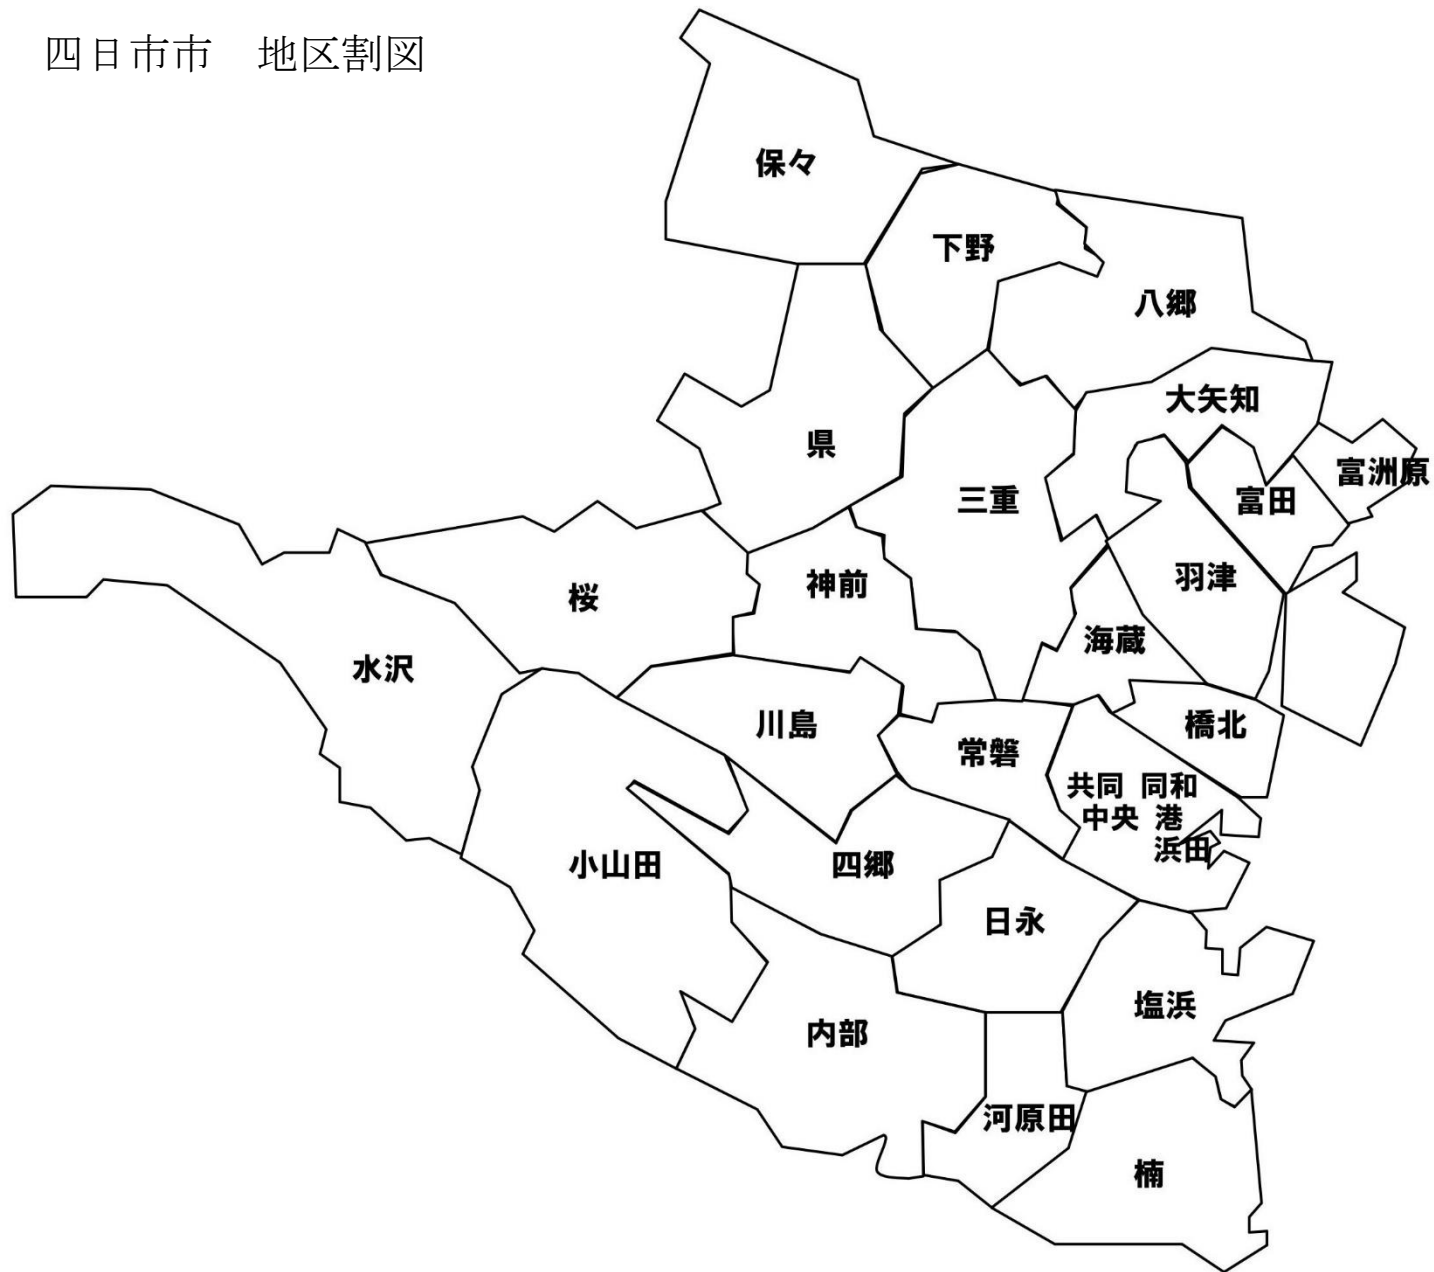 四日市市　地区割図
保々
下野
八郷
大矢知
県
富洲原
三重
富田
神前
羽津
桜
海蔵
水沢
川島
橋北
常磐
共同 同和
中央 港
浜田
小山田
四郷
日永
塩浜
内部
河原田
楠